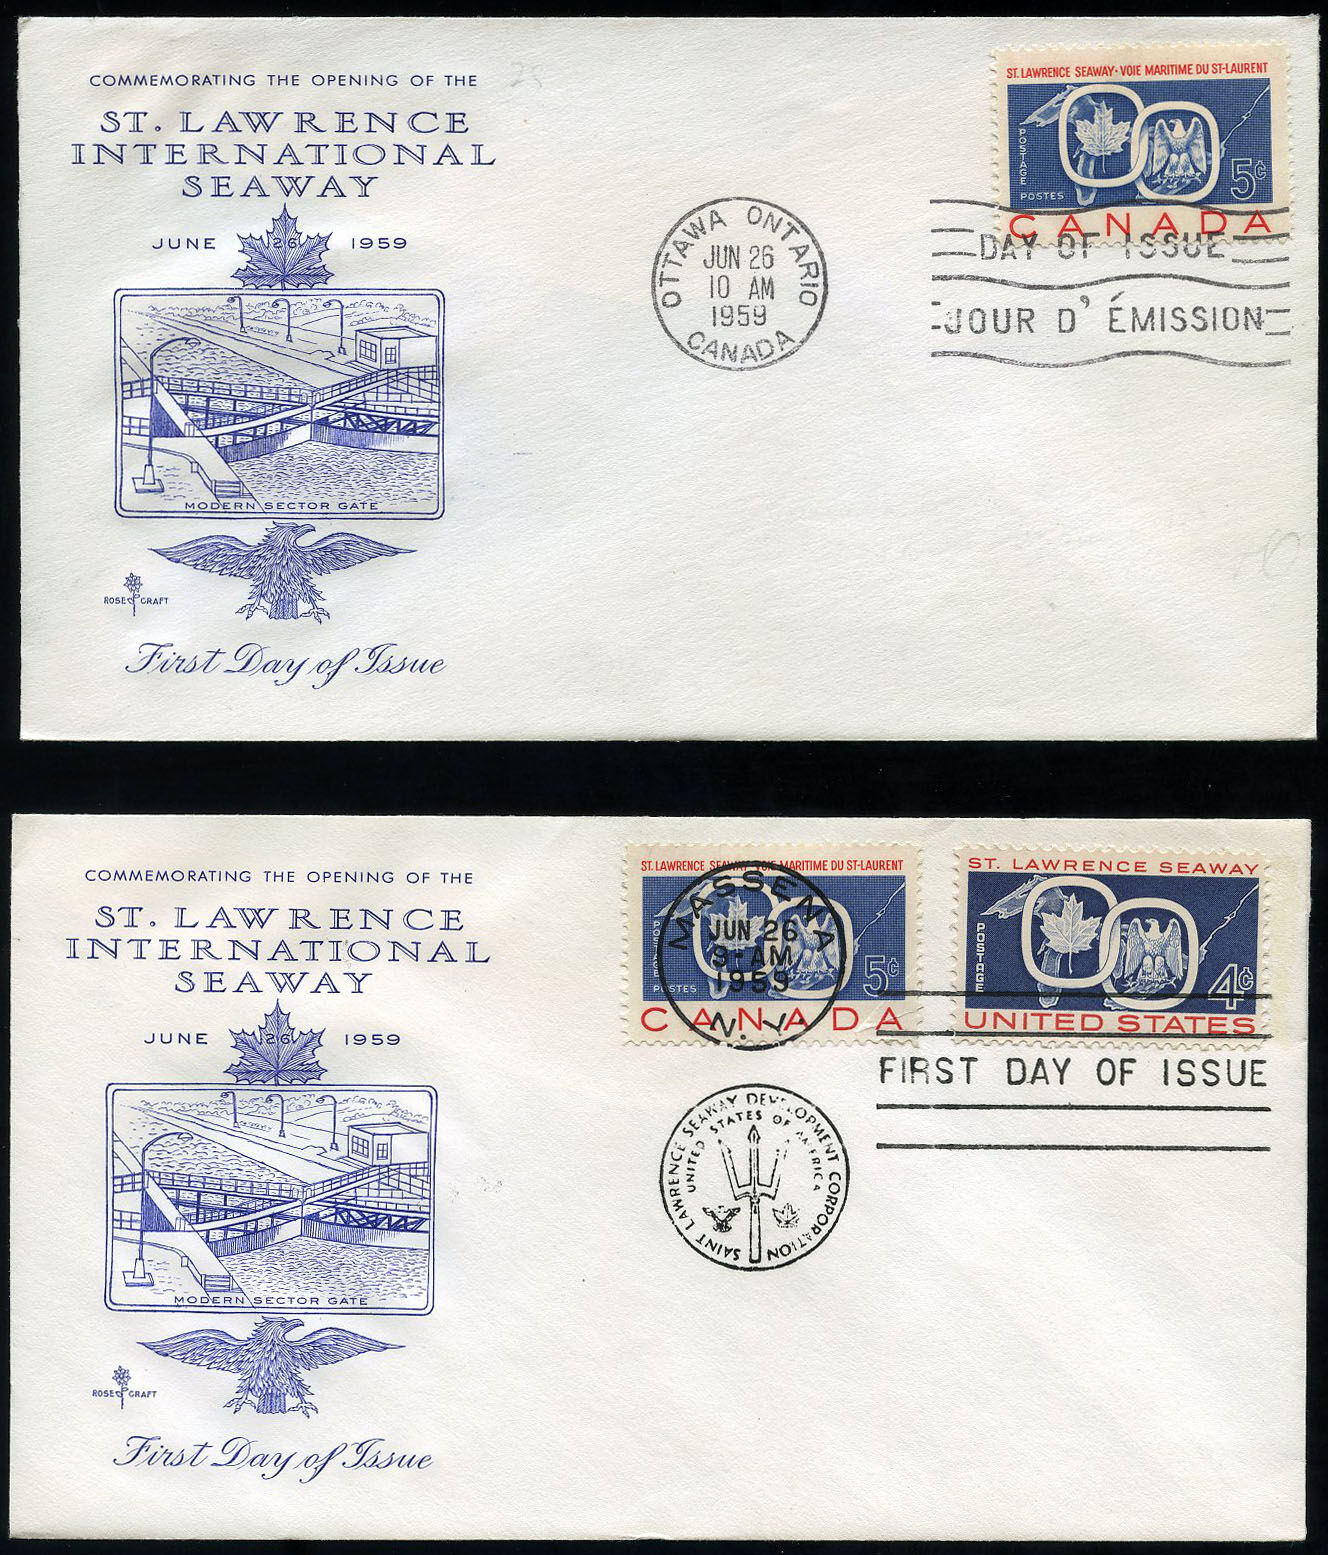 COMMEMORATING THE OPENING OF THE
ST. LAWRENCE
INTERNATIONAL
SEAWAY
JUNE 26 1959
MODERN SECTOR GATE
ROSE CRAFT
First Day of Issue
OTTAWA ONTARIO
JUN 26
10 AM
1959
CANADA
ST. LAWRENCE SEAWAY · VOIE MARITIME DU ST-LAURENT
POSTAGE
POSTES
5¢
CANADA
DAY OF ISSUE
JOUR D' ÉMISSION
COMMEMORATING THE OPENING OF THE
ST. LAWRENCE
INTERNATIONAL
SEAWAY
JUNE 26 1959
MODERN SECTOR GATE
ROSE CRAFT
First Day of Issue
ST. LAWRENCE SEAWAY · VOIE MARITIME DU ST-LAURENT
POSTAGE
POSTES
5¢
CANADA
MASSENA
JUN 26
9-AM
1959
N.Y.
ST. LAWRENCE SEAWAY
POSTAGE
4¢
UNITED STATES
FIRST DAY OF ISSUE
SAINT LAWRENCE SEAWAY DEVELOPMENT CORPORATION
UNITED STATES OF AMERICA